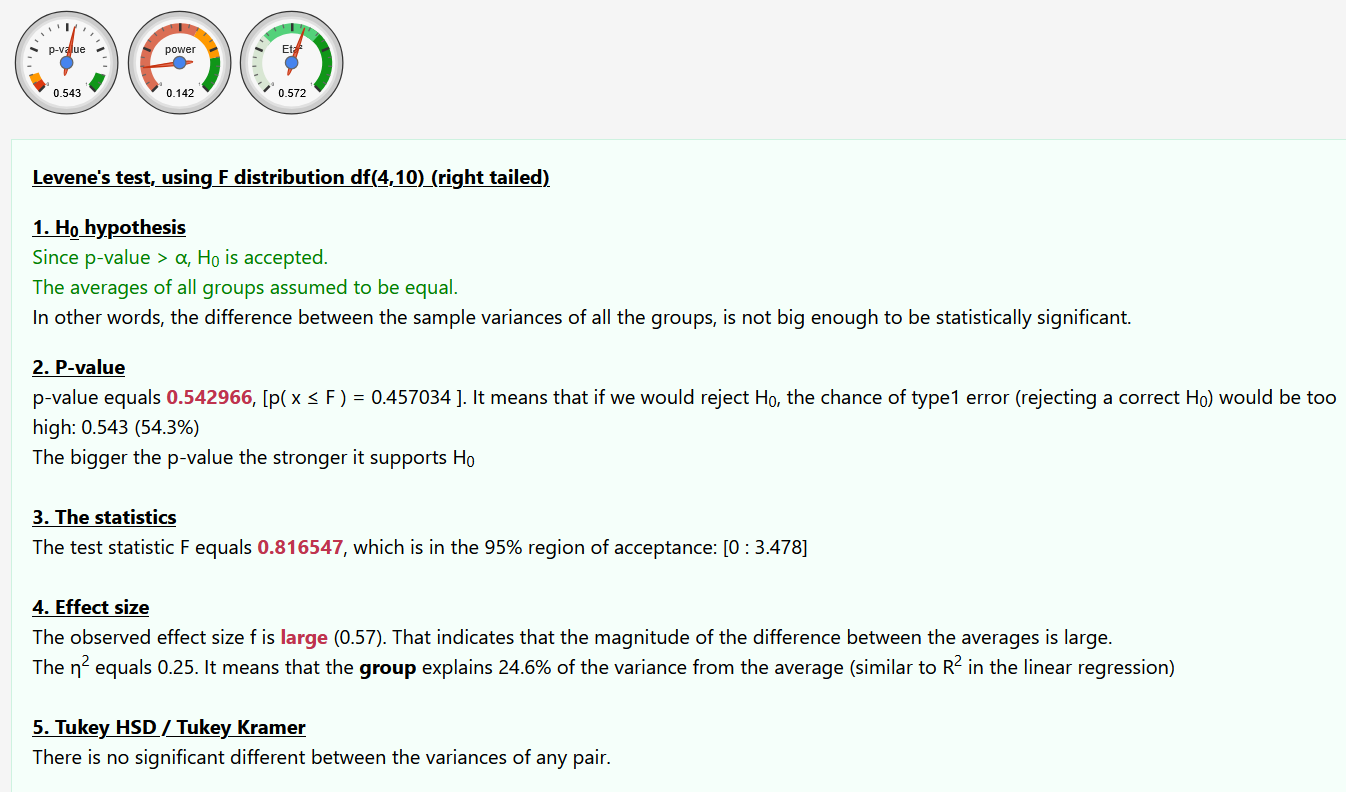 p-value power Eta²
0.543 0.142 0.572
Levene's test, using F distribution df(4,10) (right tailed)
1. H₀ hypothesis
Since p-value > α, H₀ is accepted.
The averages of all groups assumed to be equal.
In other words, the difference between the sample variances of all the groups, is not big enough to be statistically significant.
2. P-value
p-value equals 0.542966, [p( x ≤ F ) = 0.457034 ]. It means that if we would reject H₀, the chance of type1 error (rejecting a correct H₀) would be too
high: 0.543 (54.3%)
The bigger the p-value the stronger it supports H₀
3. The statistics
The test statistic F equals 0.816547, which is in the 95% region of acceptance: [0 : 3.478]
4. Effect size
The observed effect size f is large (0.57). That indicates that the magnitude of the difference between the averages is large.
The η² equals 0.25. It means that the group explains 24.6% of the variance from the average (similar to R² in the linear regression)
5. Tukey HSD / Tukey Kramer
There is no significant different between the variances of any pair.